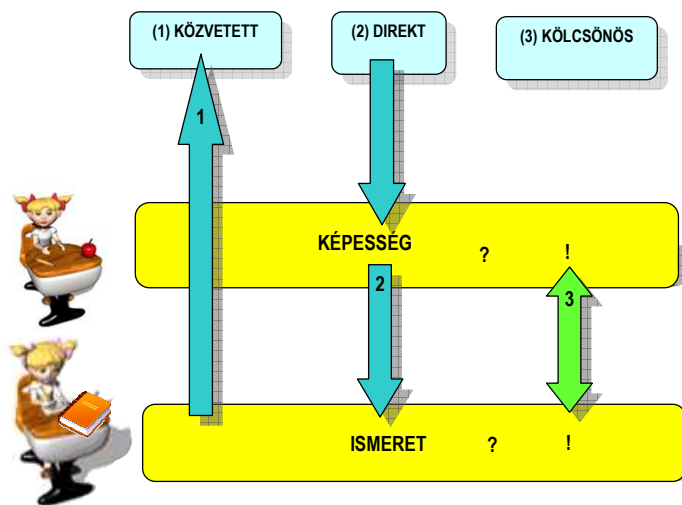 (1) KÖZVETETT
(2) DIREKT
(3) KÖLCSÖNÖS
1
KÉPESSÉG
?
!
2
3
ISMERET
?
!